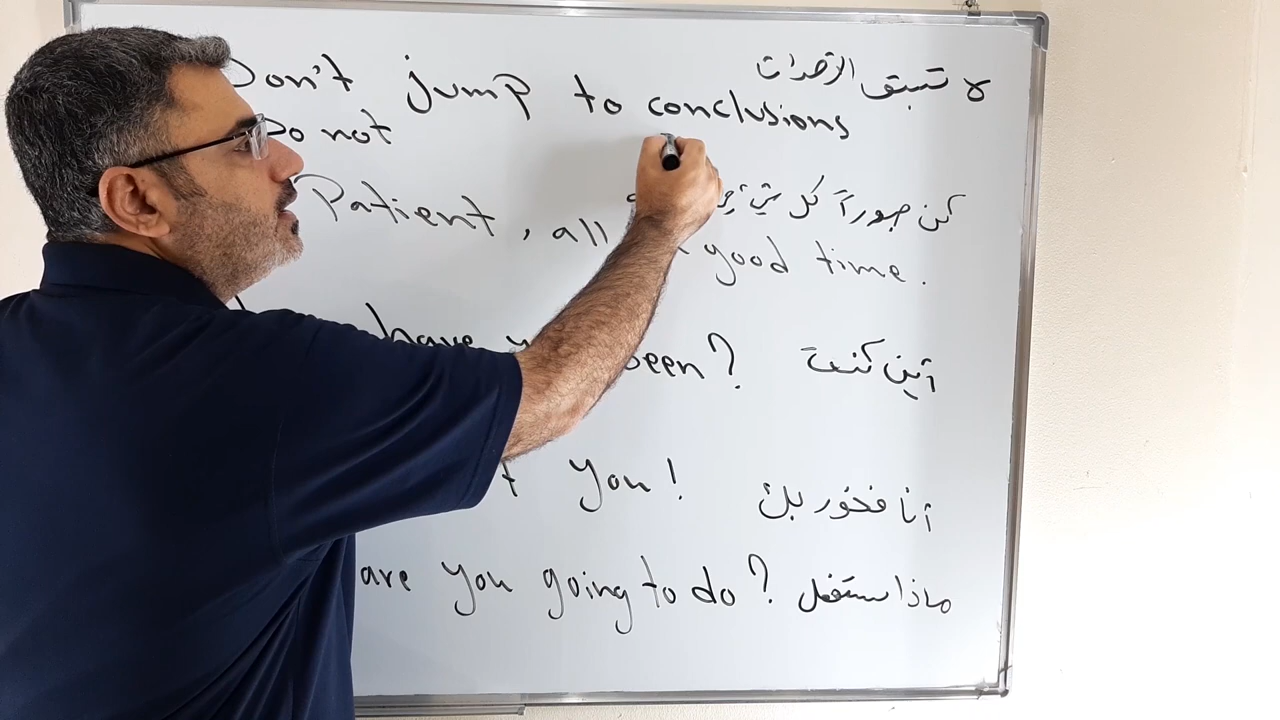 Don't jump to conclusions لا تسبق الأحداث
Do not
Patient, all كن صبوراً كل شيء
good time.
have been? أين كنت
you! أنا فخور بك
are you going to do? ماذا ستفعل